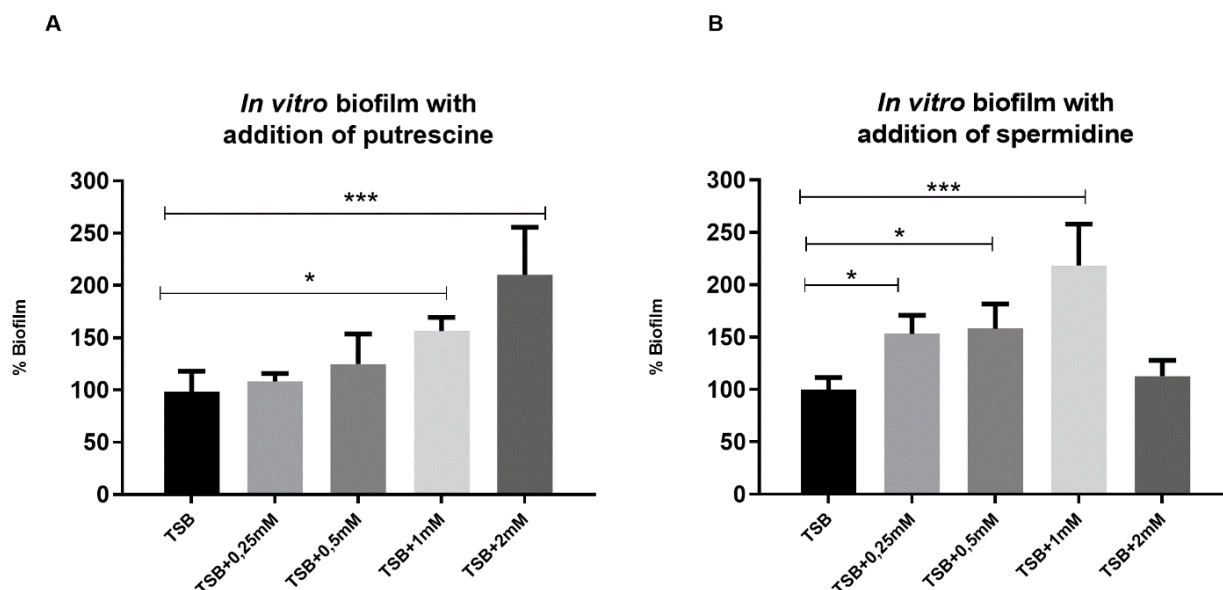 A
In vitro biofilm with
addition of putrescine
% Biofilm
300
250
200
150
100
50
0
***
*
TSB
TSB+0,25mM
TSB+0,5mM
TSB+1mM
TSB+2mM
B
In vitro biofilm with
addition of spermidine
% Biofilm
300
250
200
150
100
50
0
***
*
*
TSB
TSB+0,25mM
TSB+0,5mM
TSB+1mM
TSB+2mM